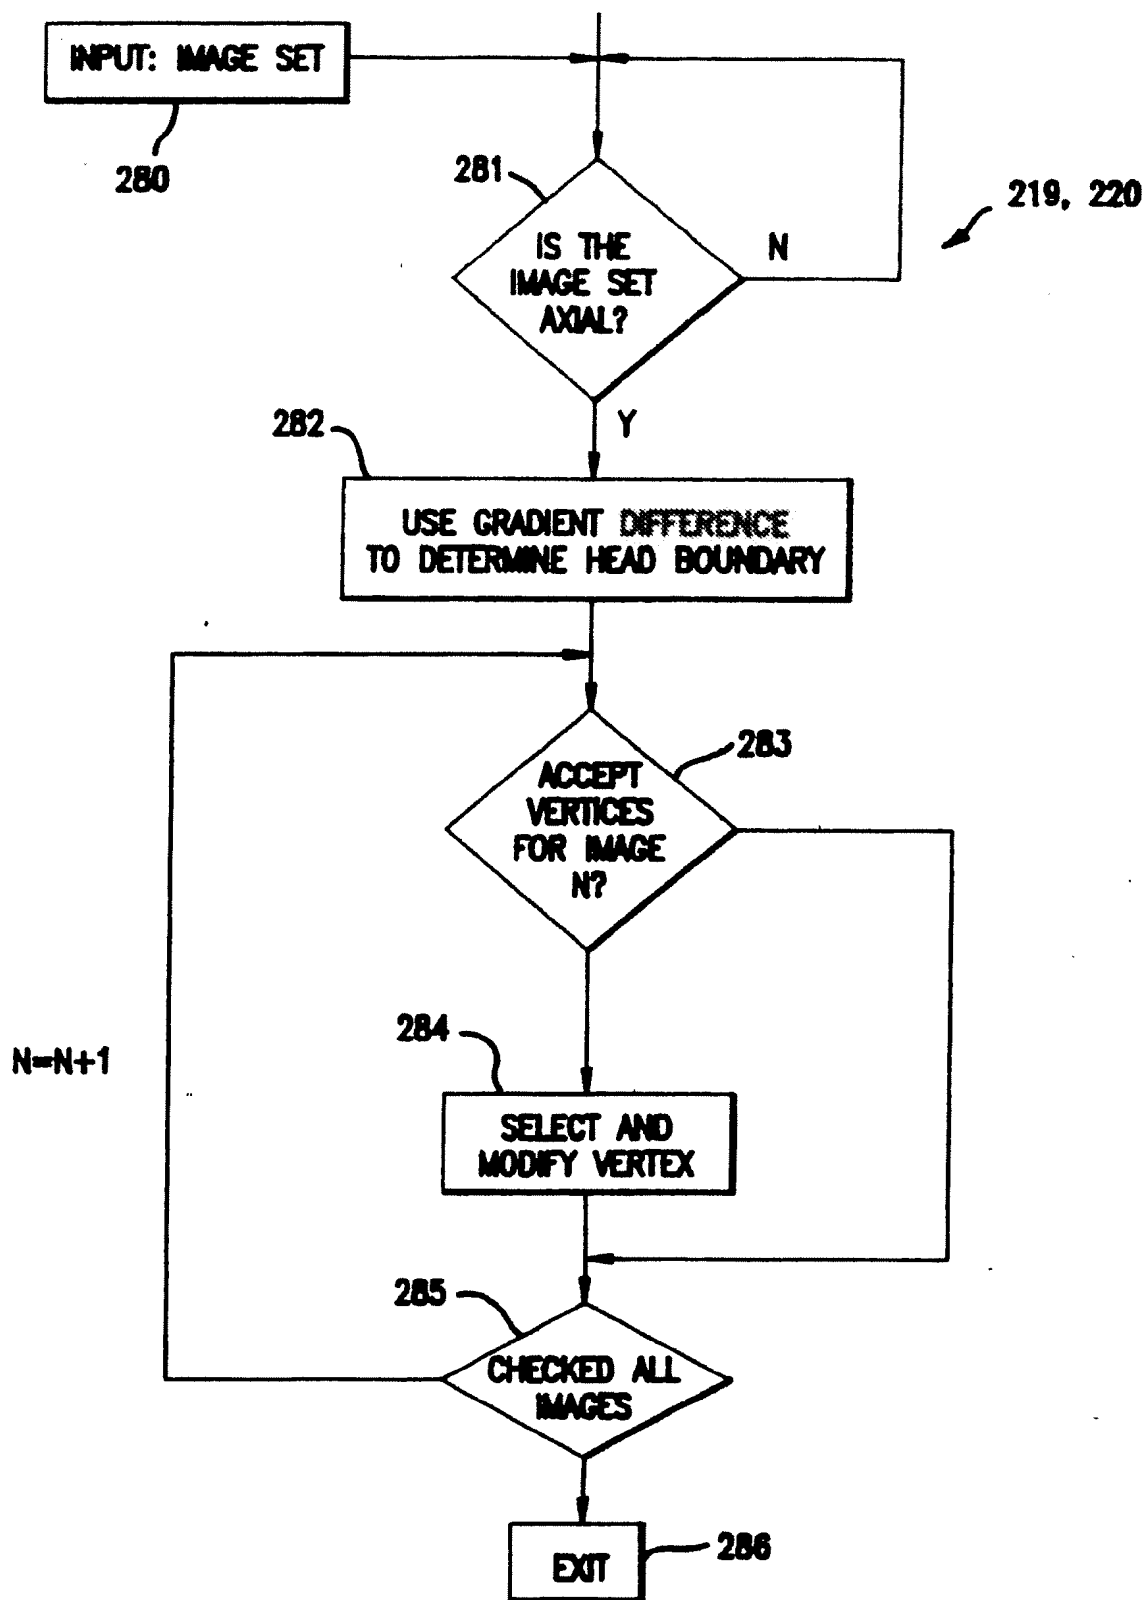 INPUT: IMAGE SET
280
281
219, 220
IS THE
IMAGE SET
AXIAL?
N
Y
282
USE GRADIENT DIFFERENCE
TO DETERMINE HEAD BOUNDARY
283
ACCEPT
VERTICES
FOR IMAGE
N?
284
N=N+1
SELECT AND
MODIFY VERTEX
285
CHECKED ALL
IMAGES
EXIT
286